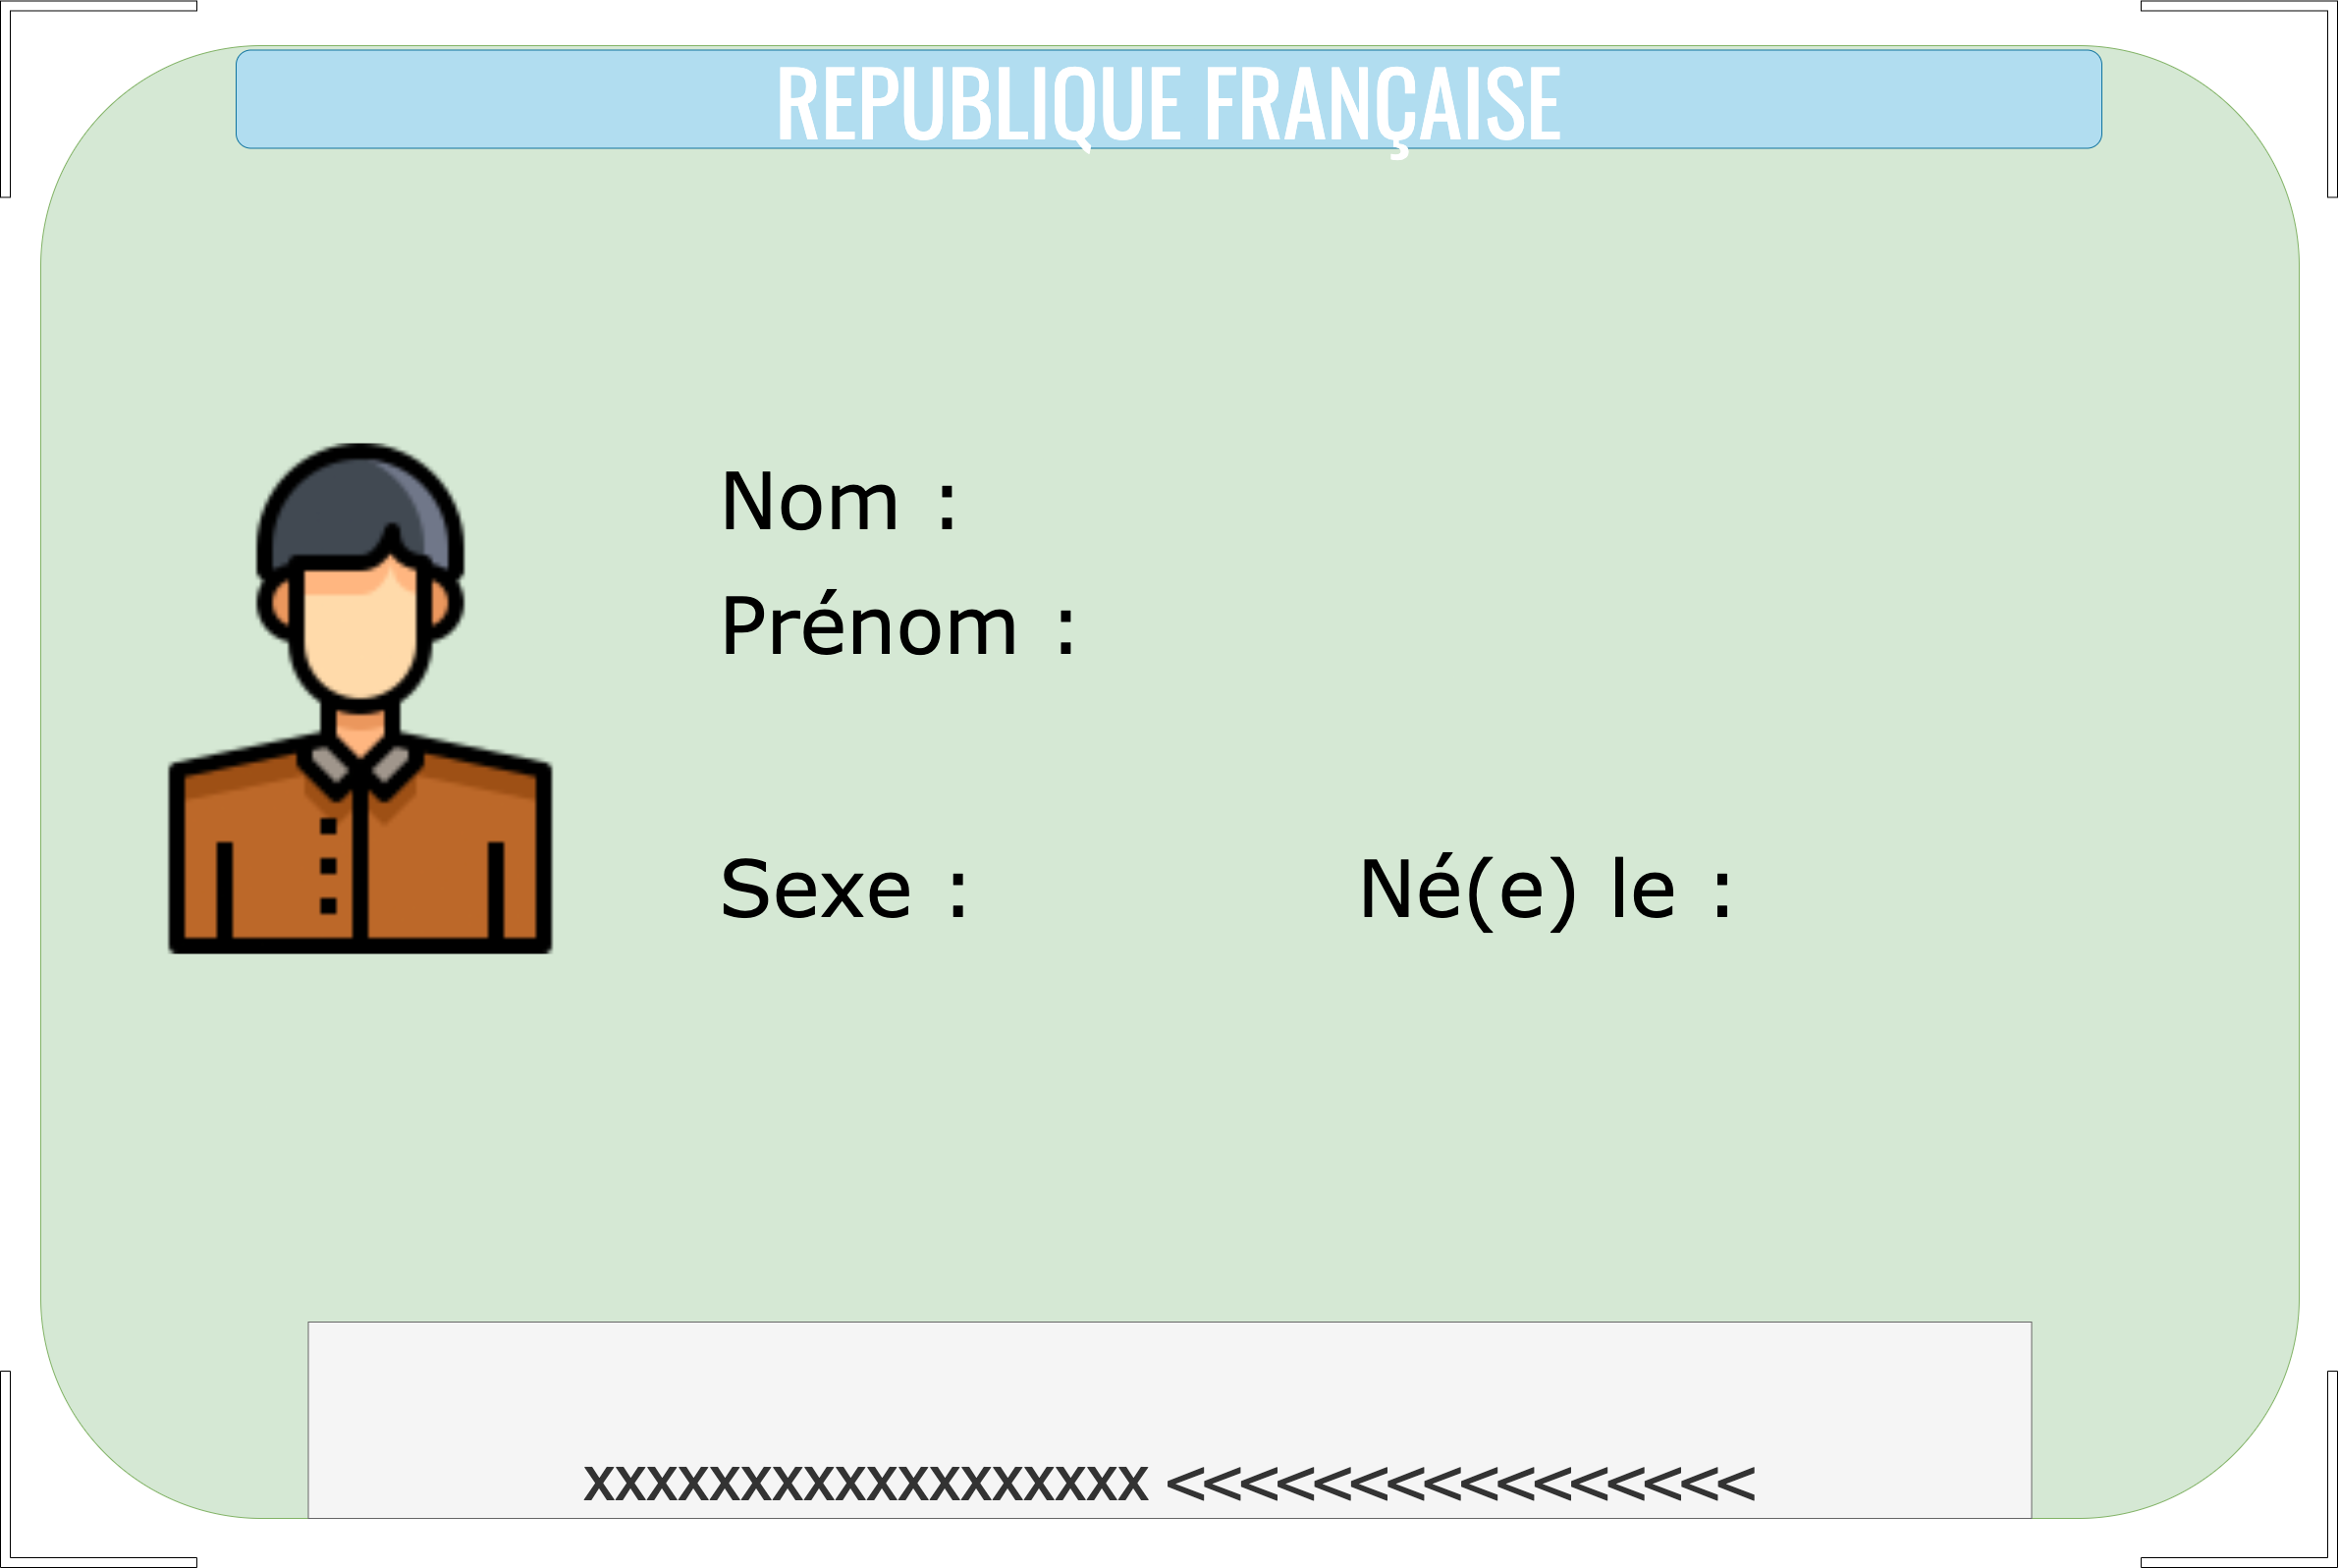 REPUBLIQUE FRANÇAISE
Nom :
Prénom :
Sexe : Né(e) le :
xxxxxxxxxxxxxxxxxx <<<<<<<<<<<<<<<<